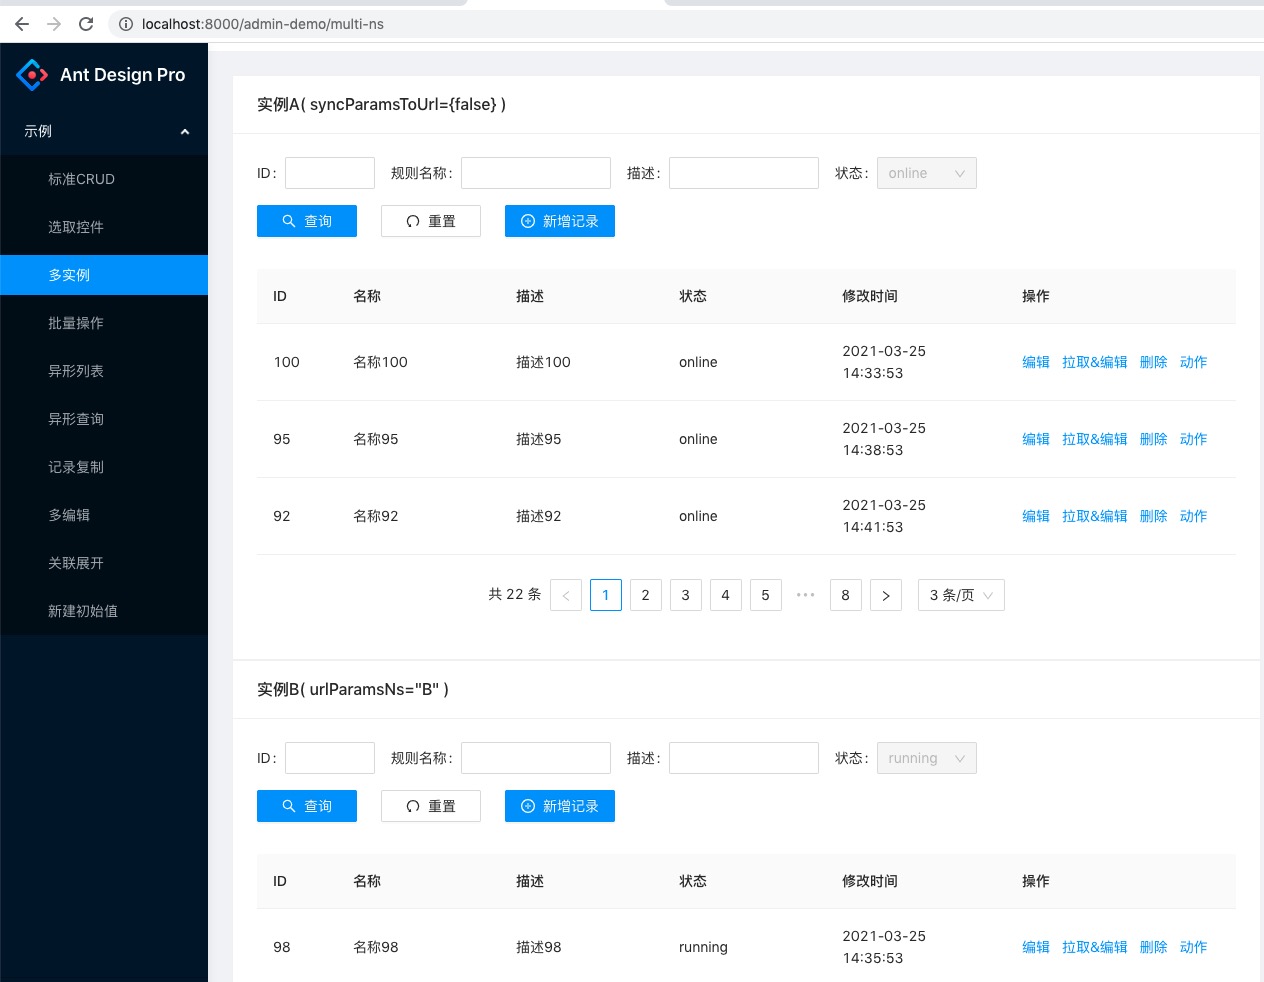 localhost:8000/admin-demo/multi-ns
Ant Design Pro
示例
标准CRUD
选取控件
多实例
批量操作
异形列表
异形查询
记录复制
多编辑
关联展开
新建初始值
实例A( syncParamsToUrl={false} )
ID: 规则名称: 描述: 状态: online
查询 重置 新增记录
ID 名称 描述 状态 修改时间 操作
100 名称100 描述100 online 2021-03-25 14:33:53 编辑 拉取&编辑 删除 动作
95 名称95 描述95 online 2021-03-25 14:38:53 编辑 拉取&编辑 删除 动作
92 名称92 描述92 online 2021-03-25 14:41:53 编辑 拉取&编辑 删除 动作
共 22 条 < 1 2 3 4 5 ••• 8 > 3 条/页
实例B( urlParamsNs="B" )
ID: 规则名称: 描述: 状态: running
查询 重置 新增记录
ID 名称 描述 状态 修改时间 操作
98 名称98 描述98 running 2021-03-25 14:35:53 编辑 拉取&编辑 删除 动作